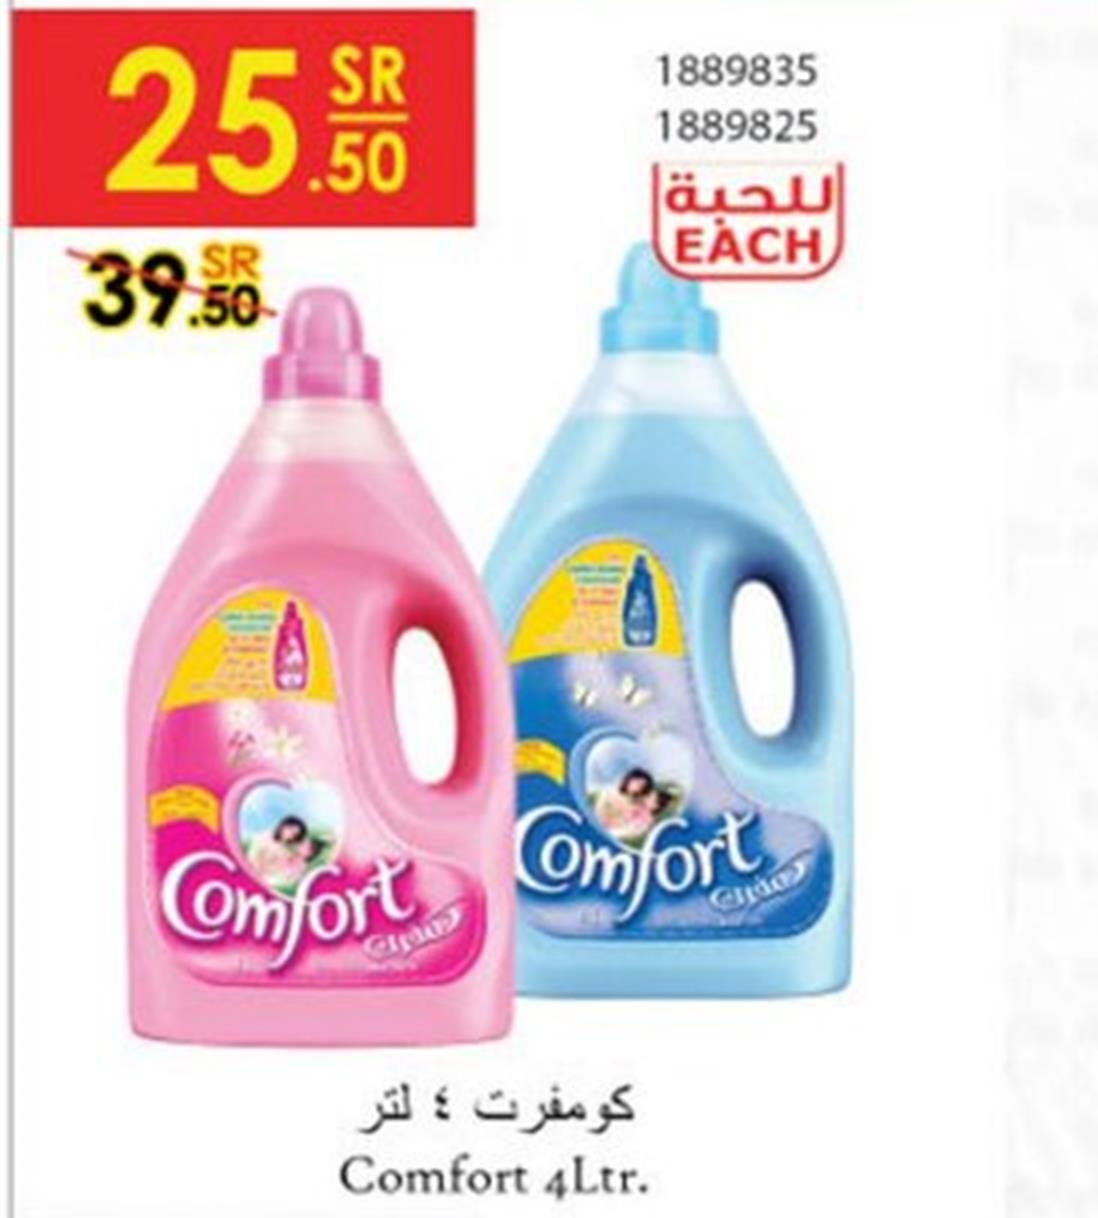 25.50 SR
39.50 SR
1889835
1889825
للحبة
EACH
Comfort
كومفرت
Comfort
كومفرت
كومفرت ٤ لتر
Comfort 4Ltr.